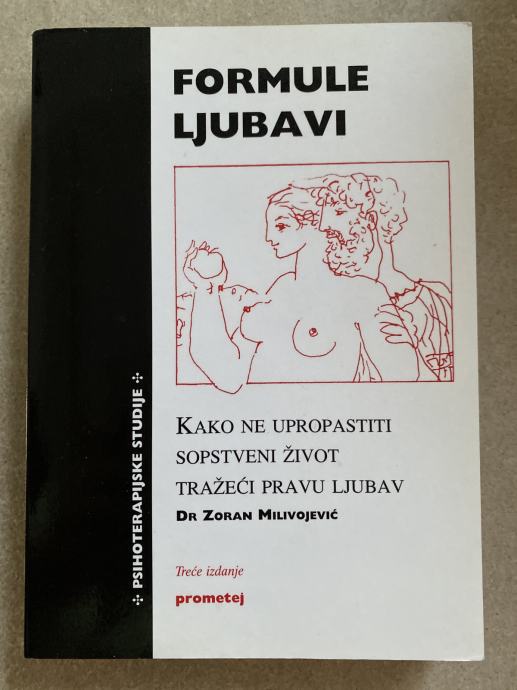 FORMULE
LJUBAVI
KAKO NE UPROPASTITI
SOPSTVENI ŽIVOT
TRAŽEĆI PRAVU LJUBAV
DR ZORAN MILIVOJEVIĆ
Treće izdanje
prometej
PSIHOTERAPIJSKE STUDIJE